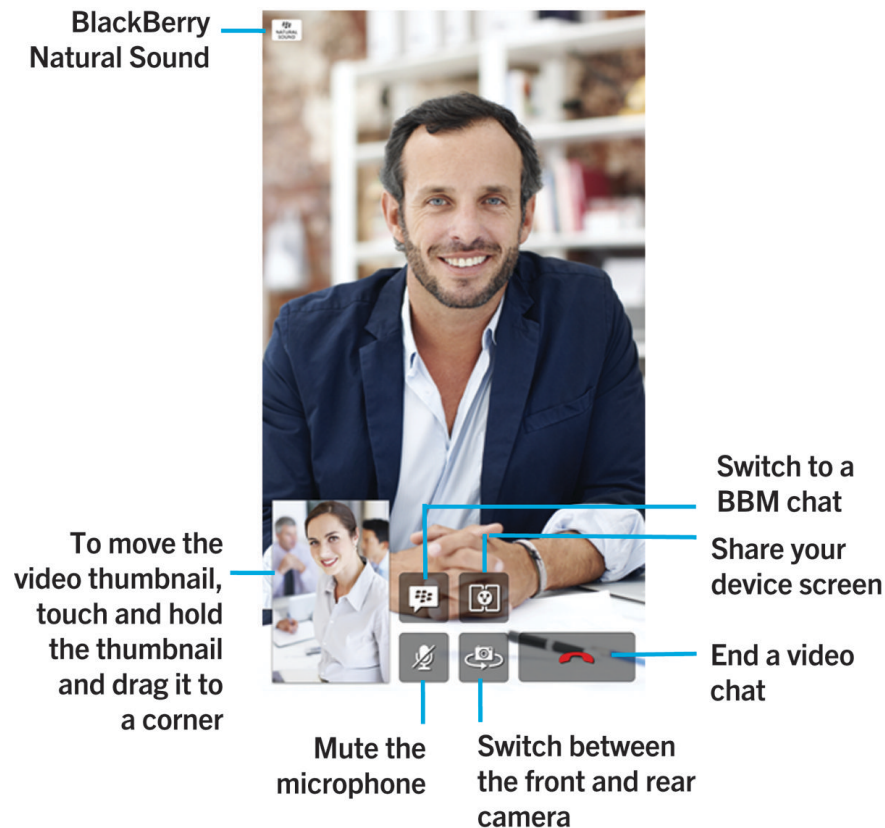 BlackBerry
Natural Sound
NATURAL
SOUND
Switch to a
BBM chat
To move the
video thumbnail,
touch and hold
the thumbnail
and drag it to
a corner
Share your
device screen
End a video
chat
Mute the
microphone
Switch between
the front and rear
camera